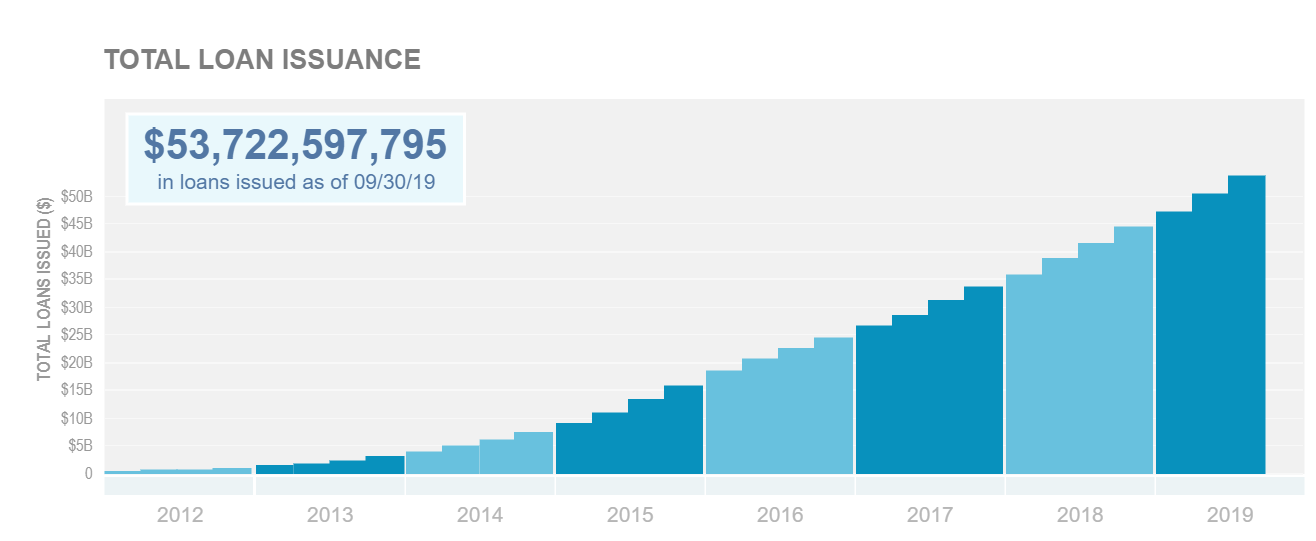 TOTAL LOAN ISSUANCE
$53,722,597,795
in loans issued as of 09/30/19
TOTAL LOANS ISSUED ($)
$50B
$45B
$40B
$35B
$30B
$25B
$20B
$15B
$10B
$5B
0
2012 2013 2014 2015 2016 2017 2018 2019